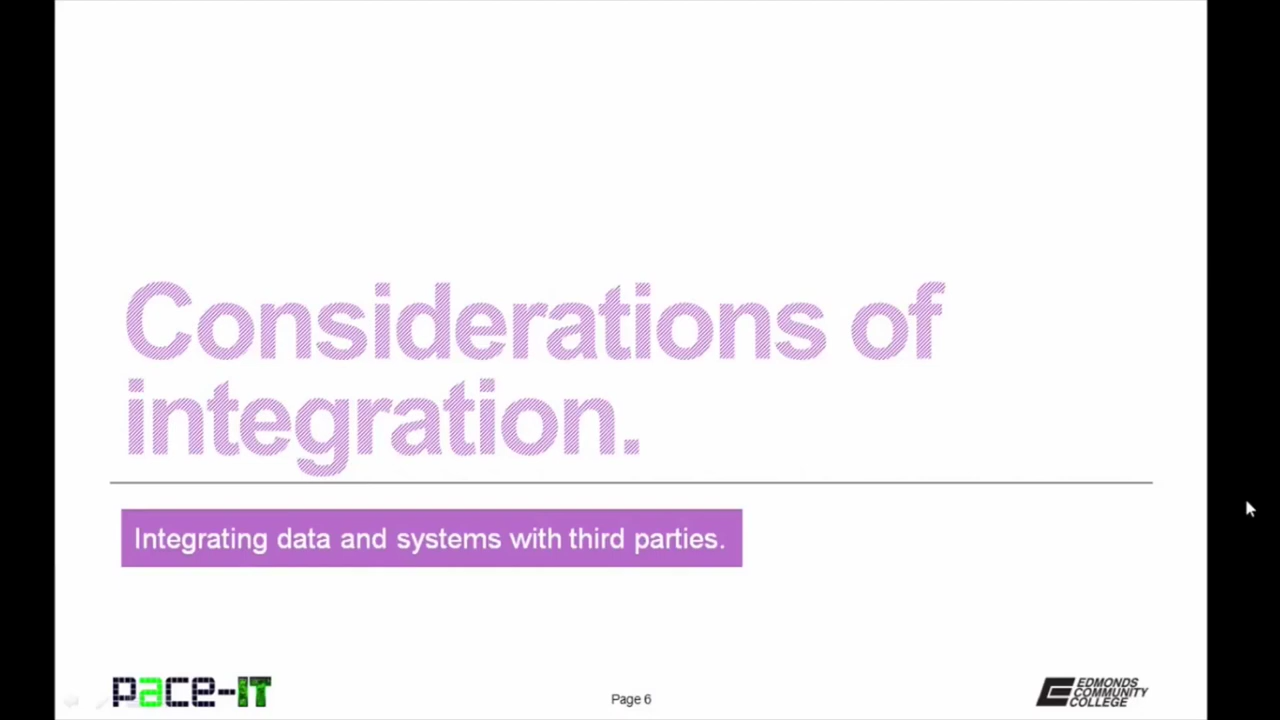 Considerations of
integration.
Integrating data and systems with third parties.
pace-IT
Page 6
EDMONDS
COMMUNITY
COLLEGE